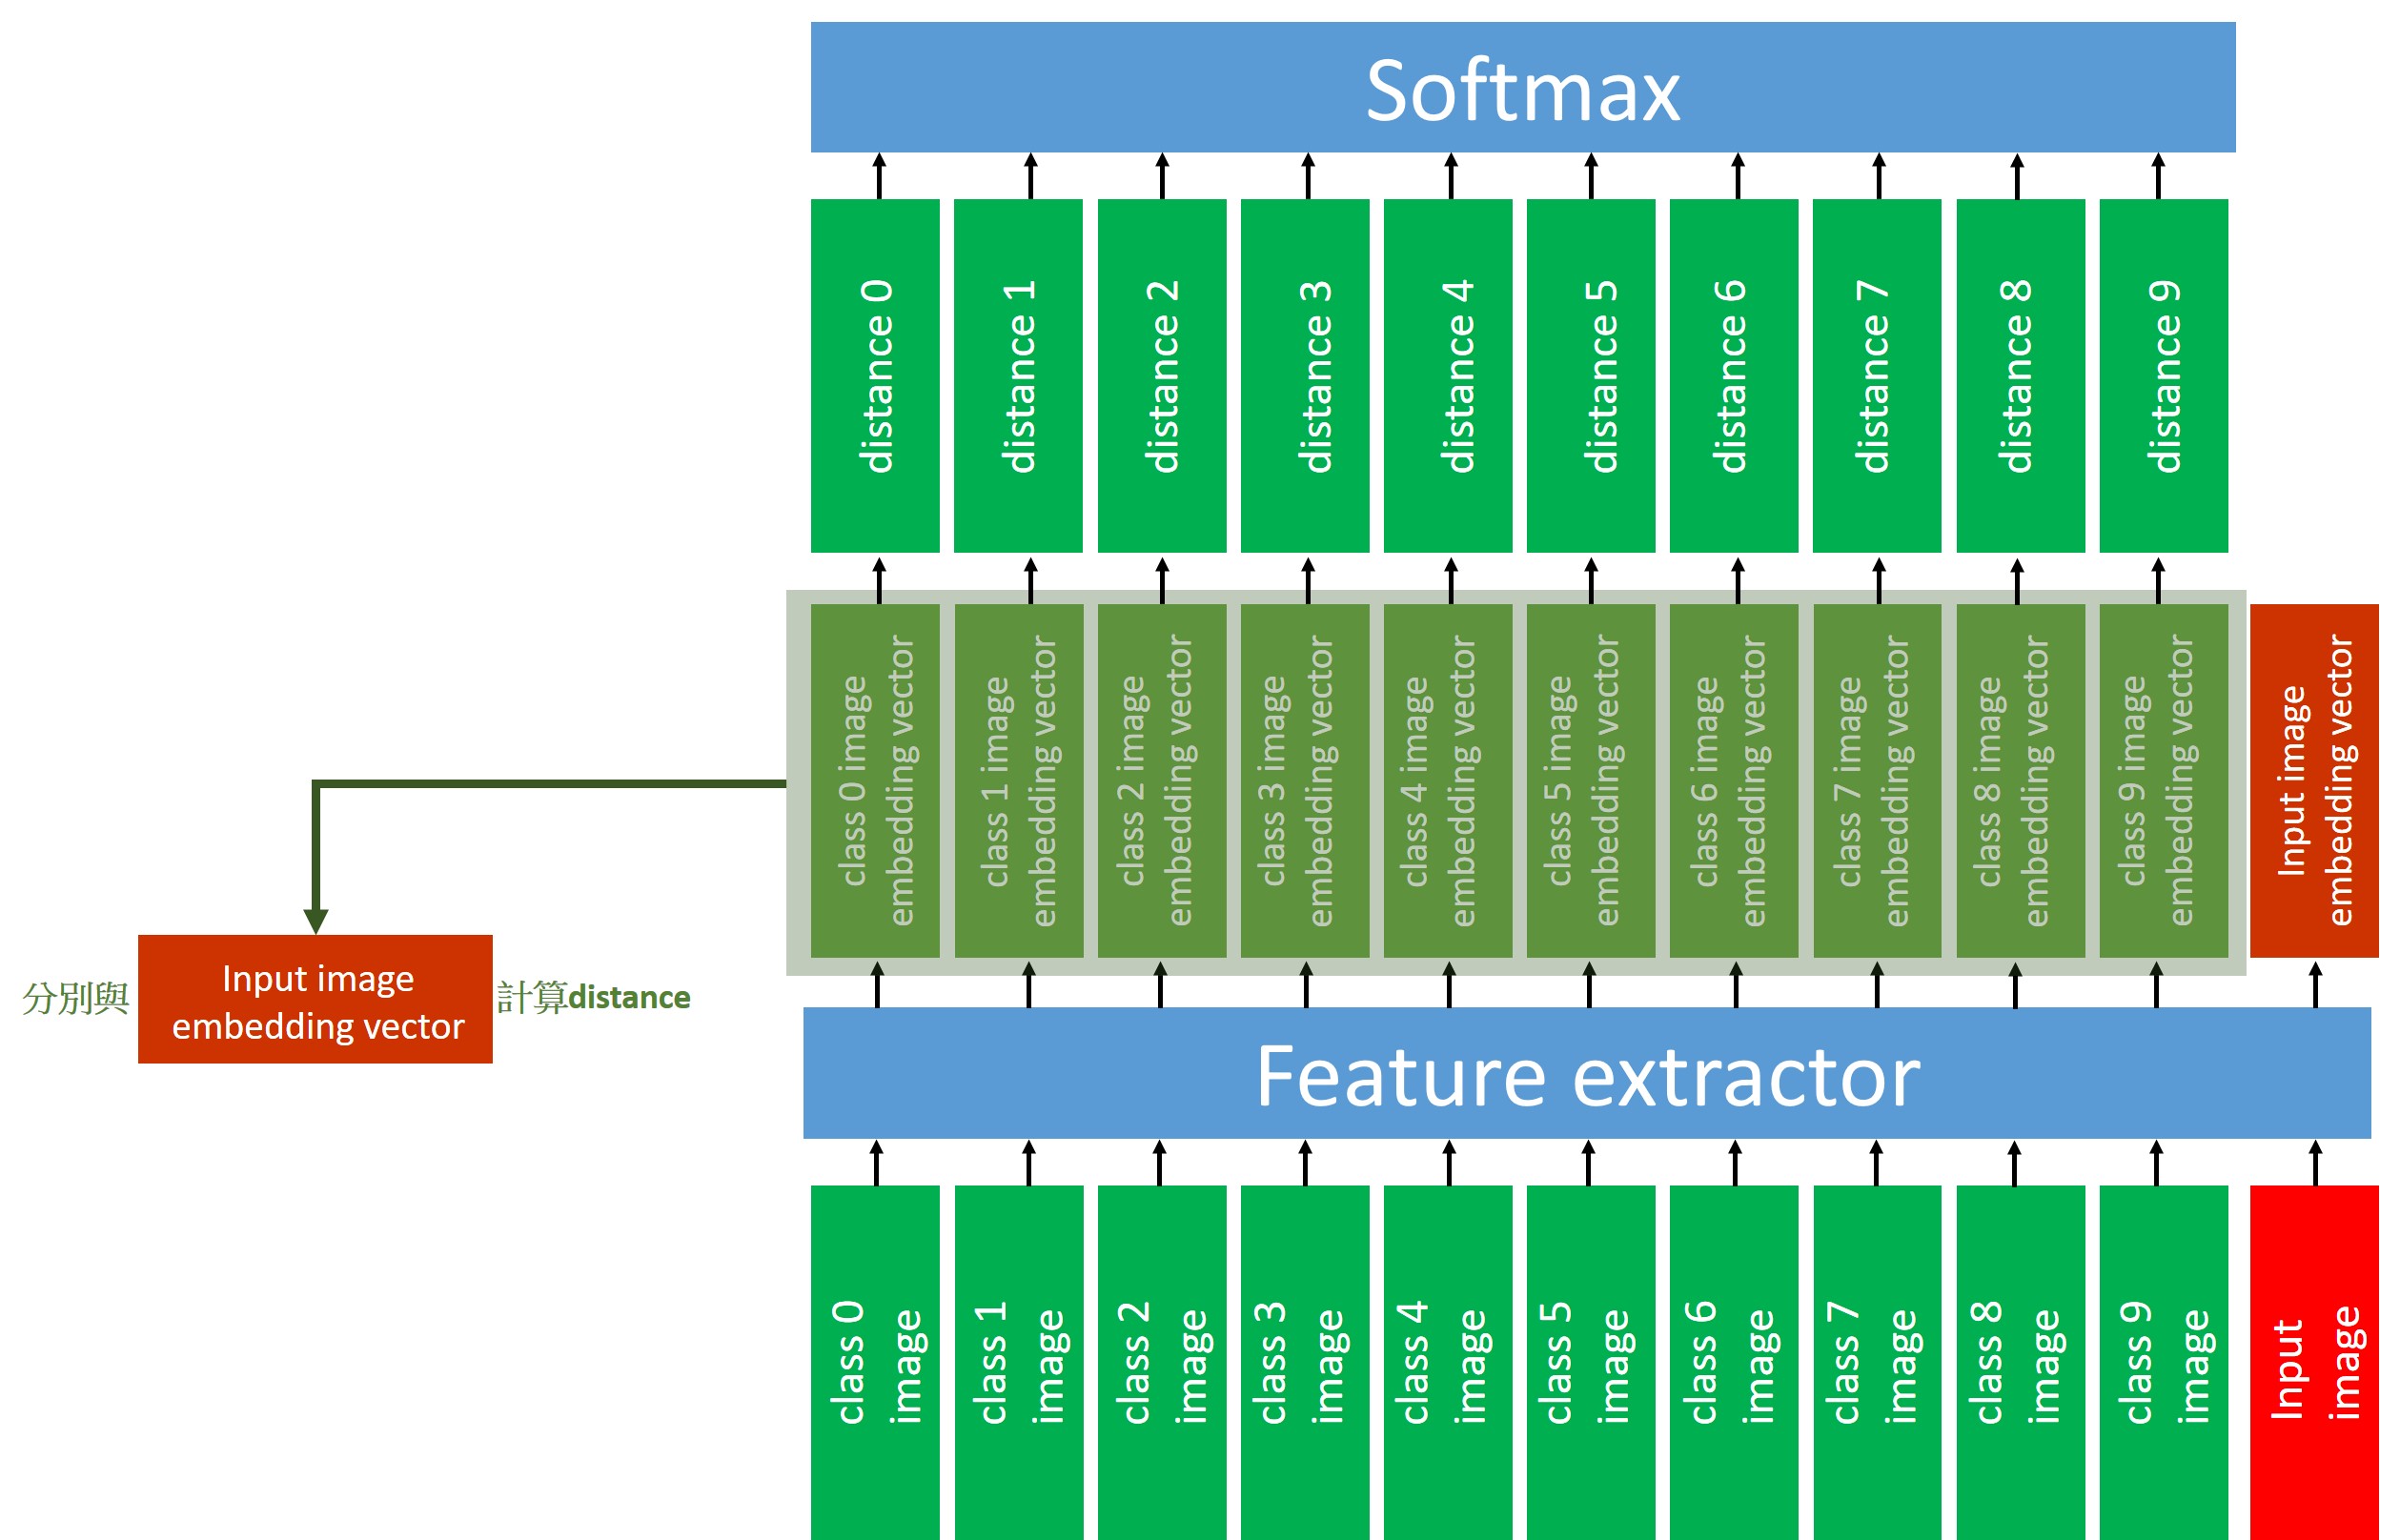 Softmax
distance 0
distance 1
distance 2
distance 3
distance 4
distance 5
distance 6
distance 7
distance 8
distance 9
class 0 image
embedding vector
class 1 image
embedding vector
class 2 image
embedding vector
class 3 image
embedding vector
class 4 image
embedding vector
class 5 image
embedding vector
class 6 image
embedding vector
class 7 image
embedding vector
class 8 image
embedding vector
class 9 image
embedding vector
Input image
embedding vector
分別與
Input image
embedding vector
計算distance
Feature extractor
class 0
image
class 1
image
class 2
image
class 3
image
class 4
image
class 5
image
class 6
image
class 7
image
class 8
image
class 9
image
Input
image